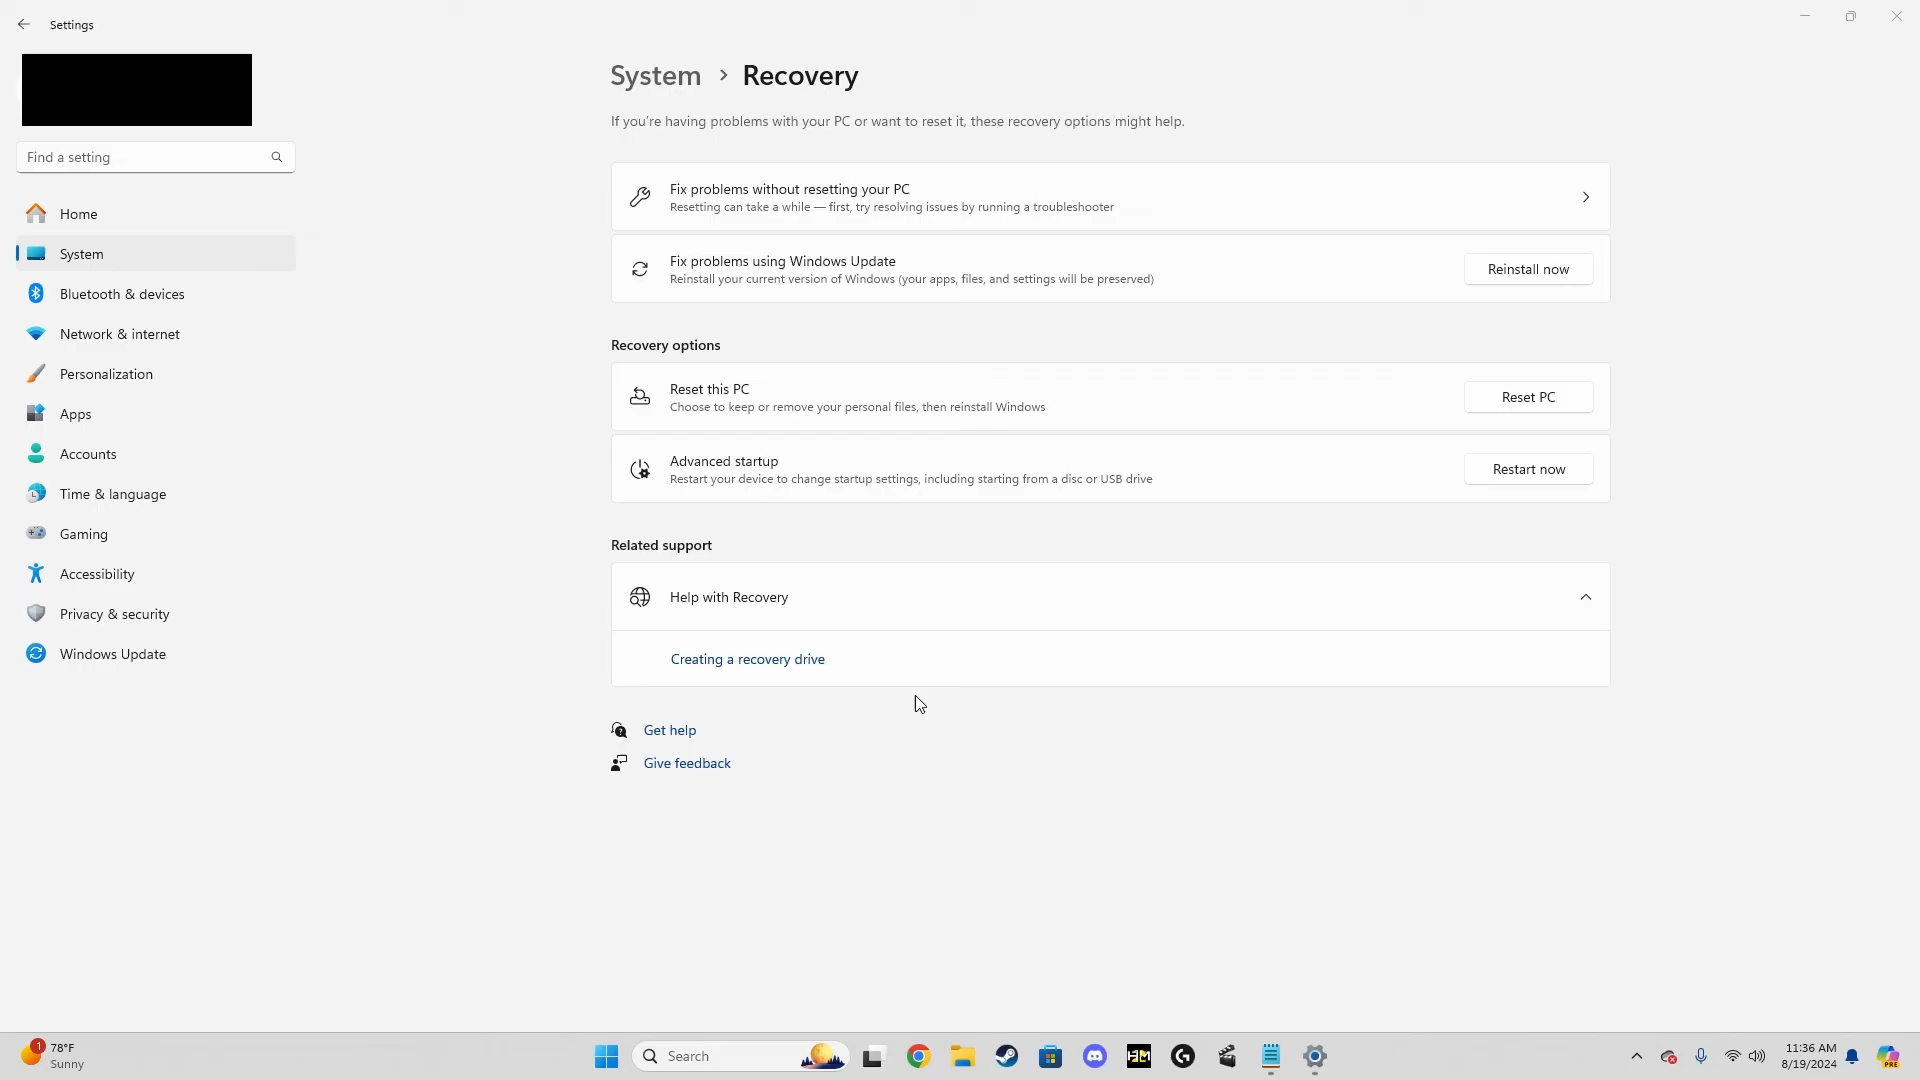 Settings
Find a setting
Home
System
Bluetooth & devices
Network & internet
Personalization
Apps
Accounts
Time & language
Gaming
Accessibility
Privacy & security
Windows Update
System > Recovery
If you're having problems with your PC or want to reset it, these recovery options might help.
Fix problems without resetting your PC
Resetting can take a while — first, try resolving issues by running a troubleshooter
Fix problems using Windows Update
Reinstall your current version of Windows (your apps, files, and settings will be preserved)
Reinstall now
Recovery options
Reset this PC
Choose to keep or remove your personal files, then reinstall Windows
Reset PC
Advanced startup
Restart your device to change startup settings, including starting from a disc or USB drive
Restart now
Related support
Help with Recovery
Creating a recovery drive
Get help
Give feedback
1
78°F
Sunny
Search
HM
11:36 AM
8/19/2024
PRE